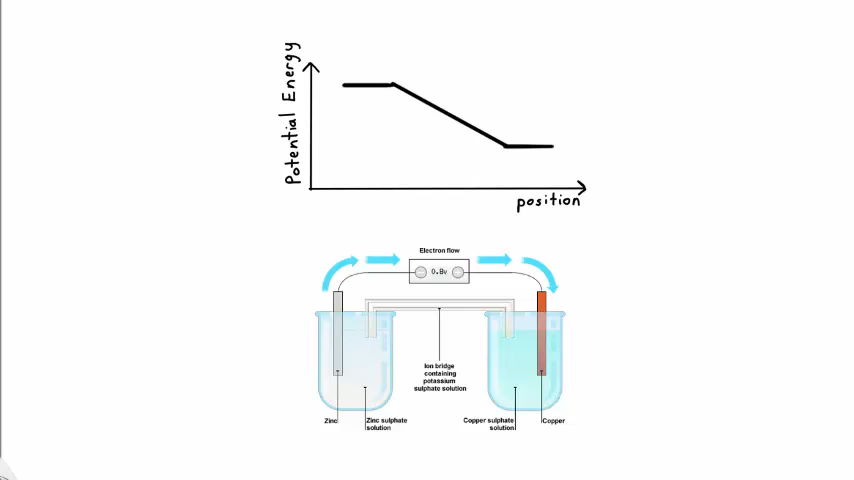 Potential Energy
position
Electron flow
− 0.8v +
Ion bridge
containing
potassium
sulphate solution
Zinc
Zinc sulphate
solution
Copper sulphate
solution
Copper